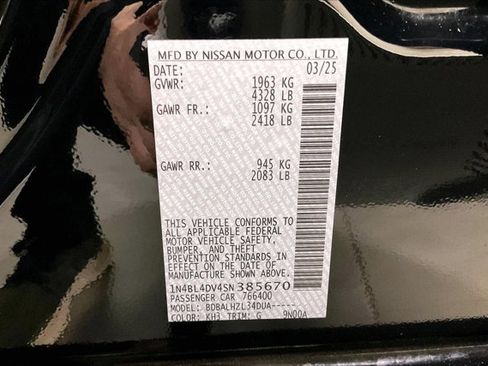 MFD BY NISSAN MOTOR CO., LTD.
DATE: 03/25
GVWR: 1963 KG
4328 LB
GAWR FR.: 1097 KG
2418 LB
GAWR RR.: 945 KG
2083 LB
THIS VEHICLE CONFORMS TO
ALL APPLICABLE FEDERAL
MOTOR VEHICLE SAFETY,
BUMPER, AND THEFT
PREVENTION STANDARDS IN
EFFECT ON THE DATE OF
MANUFACTURE SHOWN ABOVE.
1N4BL4DV4SN385670
PASSENGER CAR 766400
MODEL: BDBALHZL34DUA-----
COLOR: KH3 TRIM: G 9N00A